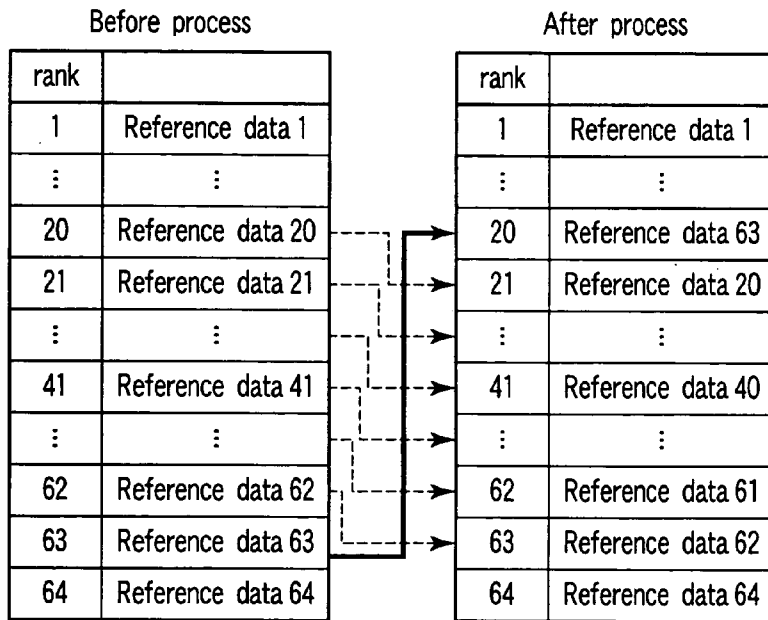 Before process
rank
1 Reference data 1
⋮ ⋮
20 Reference data 20
21 Reference data 21
⋮ ⋮
41 Reference data 41
⋮ ⋮
62 Reference data 62
63 Reference data 63
64 Reference data 64
After process
rank
1 Reference data 1
⋮ ⋮
20 Reference data 63
21 Reference data 20
⋮ ⋮
41 Reference data 40
⋮ ⋮
62 Reference data 61
63 Reference data 62
64 Reference data 64